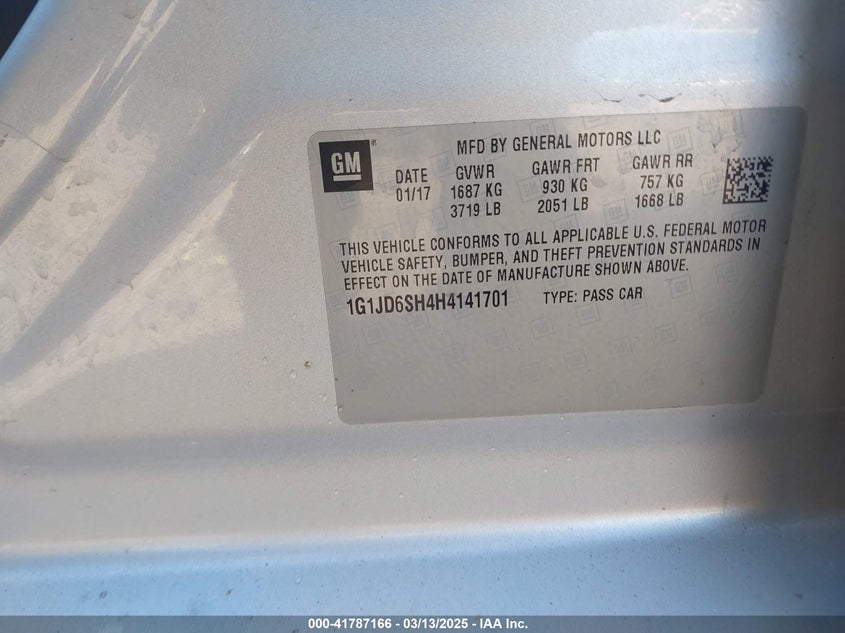 GM
MFD BY GENERAL MOTORS LLC
DATE GVWR GAWR FRT GAWR RR
01/17 1687 KG 930 KG 757 KG
3719 LB 2051 LB 1668 LB
THIS VEHICLE CONFORMS TO ALL APPLICABLE U.S. FEDERAL MOTOR
VEHICLE SAFETY, BUMPER, AND THEFT PREVENTION STANDARDS IN
EFFECT ON THE DATE OF MANUFACTURE SHOWN ABOVE.
1G1JD6SH4H4141701 TYPE: PASS CAR
000-41787166 - 03/13/2025 - IAA Inc.